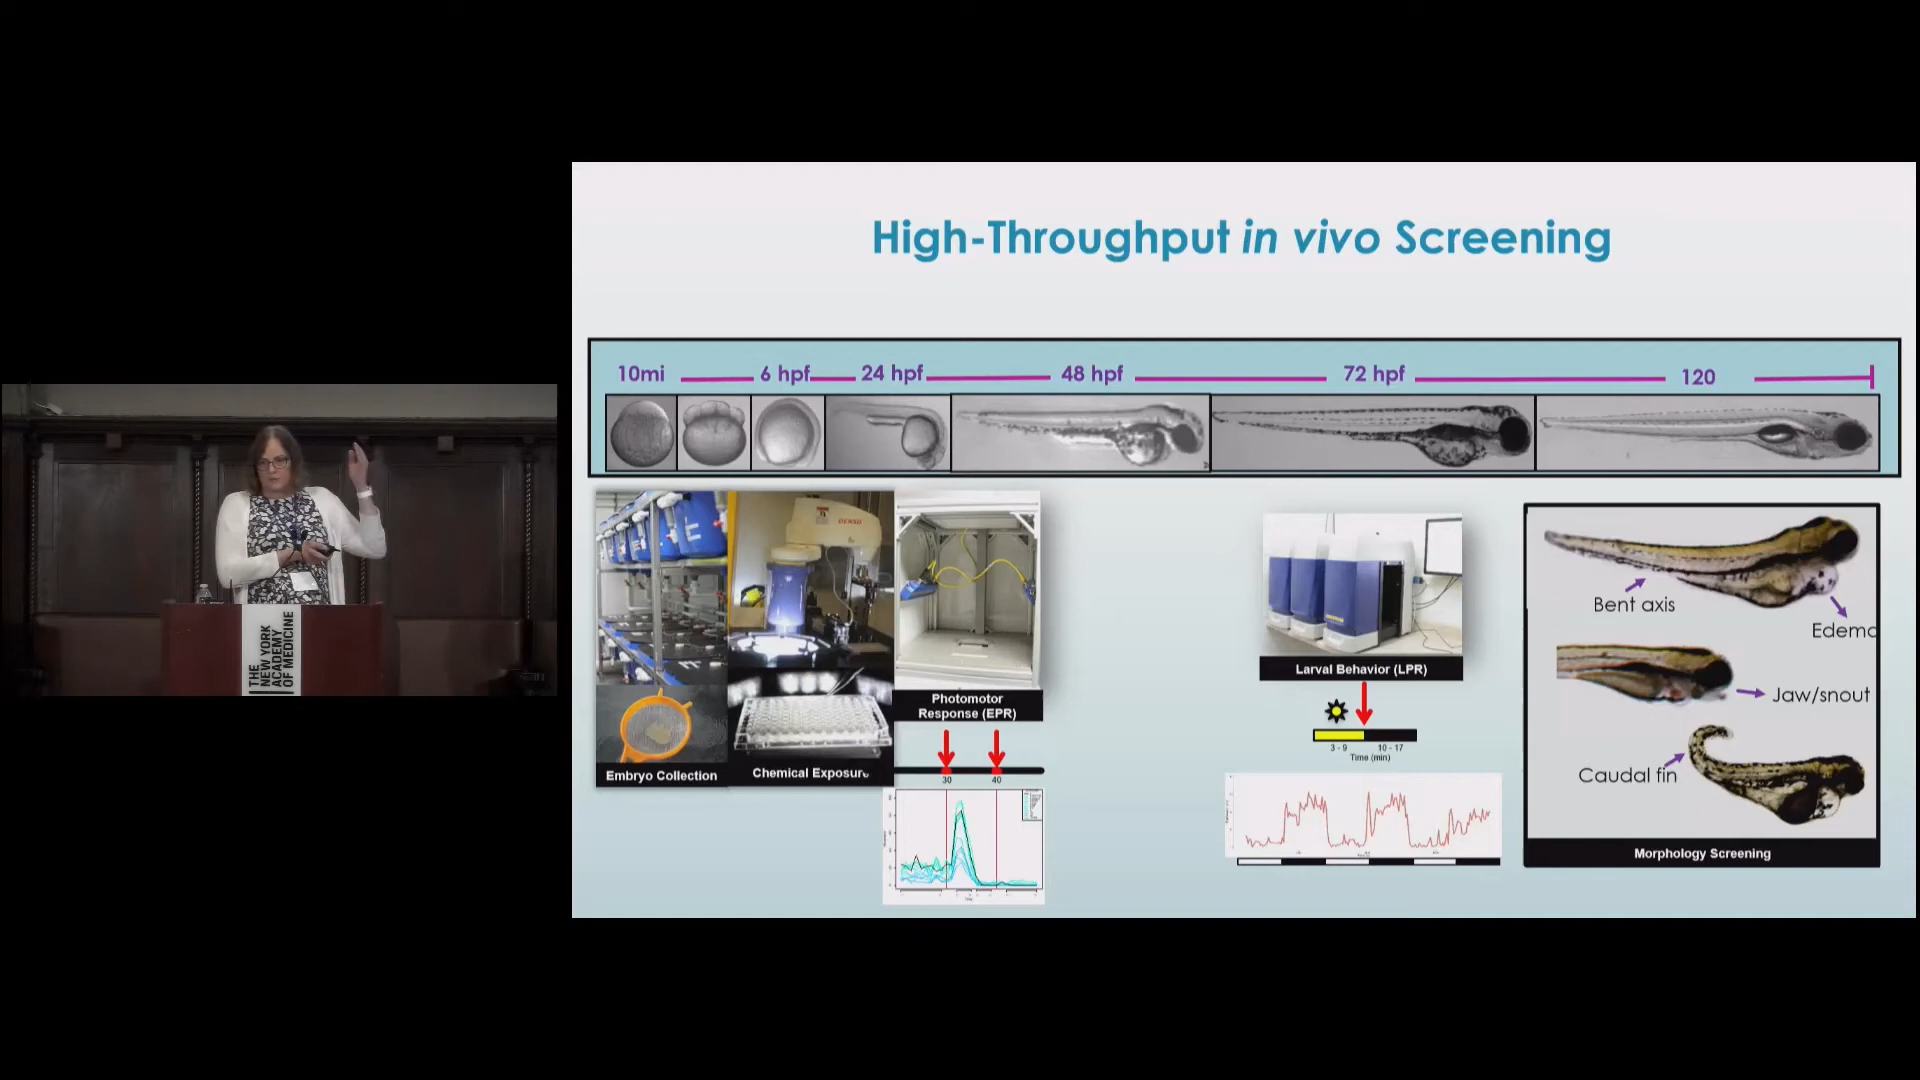 High-Throughput in vivo Screening
10mi 6 hpf 24 hpf 48 hpf 72 hpf 120
DENSO
Embryo Collection
Chemical Exposure
Photomotor
Response (EPR)
30 40
Larval Behavior (LPR)
3 - 9 10 - 17
Time (min)
Bent axis
Edema
Jaw/snout
Caudal fin
Morphology Screening
THE
NEW YORK
ACADEMY
OF MEDICINE